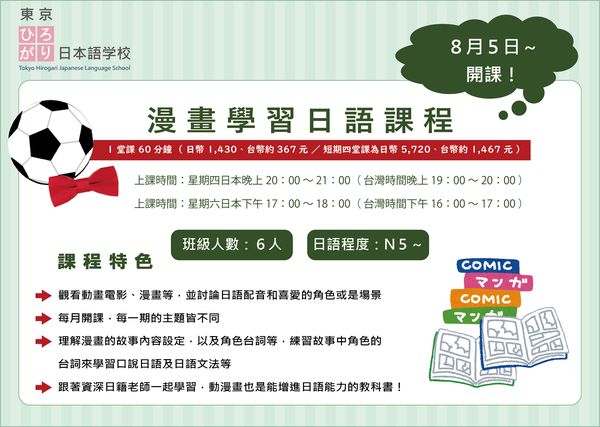 東京
ひろ
がり
日本語学校
Tokyo Hirogari Japanese Language School
8月5日~
開課！
漫畫學習日語課程
1 堂課 60 分鐘（ 日幣 1,430、台幣約 367 元 ／ 短期四堂課為日幣 5,720、台幣約 1,467 元 ）
上課時間：星期四日本晚上 20：00 ～ 21：00（ 台灣時間晚上 19：00 ～ 20：00 ）
上課時間：星期六日本下午 17：00 ～ 18：00（ 台灣時間下午 16：00 ～ 17：00 ）
班級人數：6人
日語程度：N5～
課程特色
觀看動畫電影、漫畫等，並討論日語配音和喜愛的角色或是場景
每月開課，每一期的主題皆不同
理解漫畫的故事內容設定，以及角色台詞等，練習故事中角色的
台詞來學習口說日語及日語文法等
跟著資深日籍老師一起學習，動漫畫也是能增進日語能力的教科書！
COMIC
マンガ
COMIC
マンガ